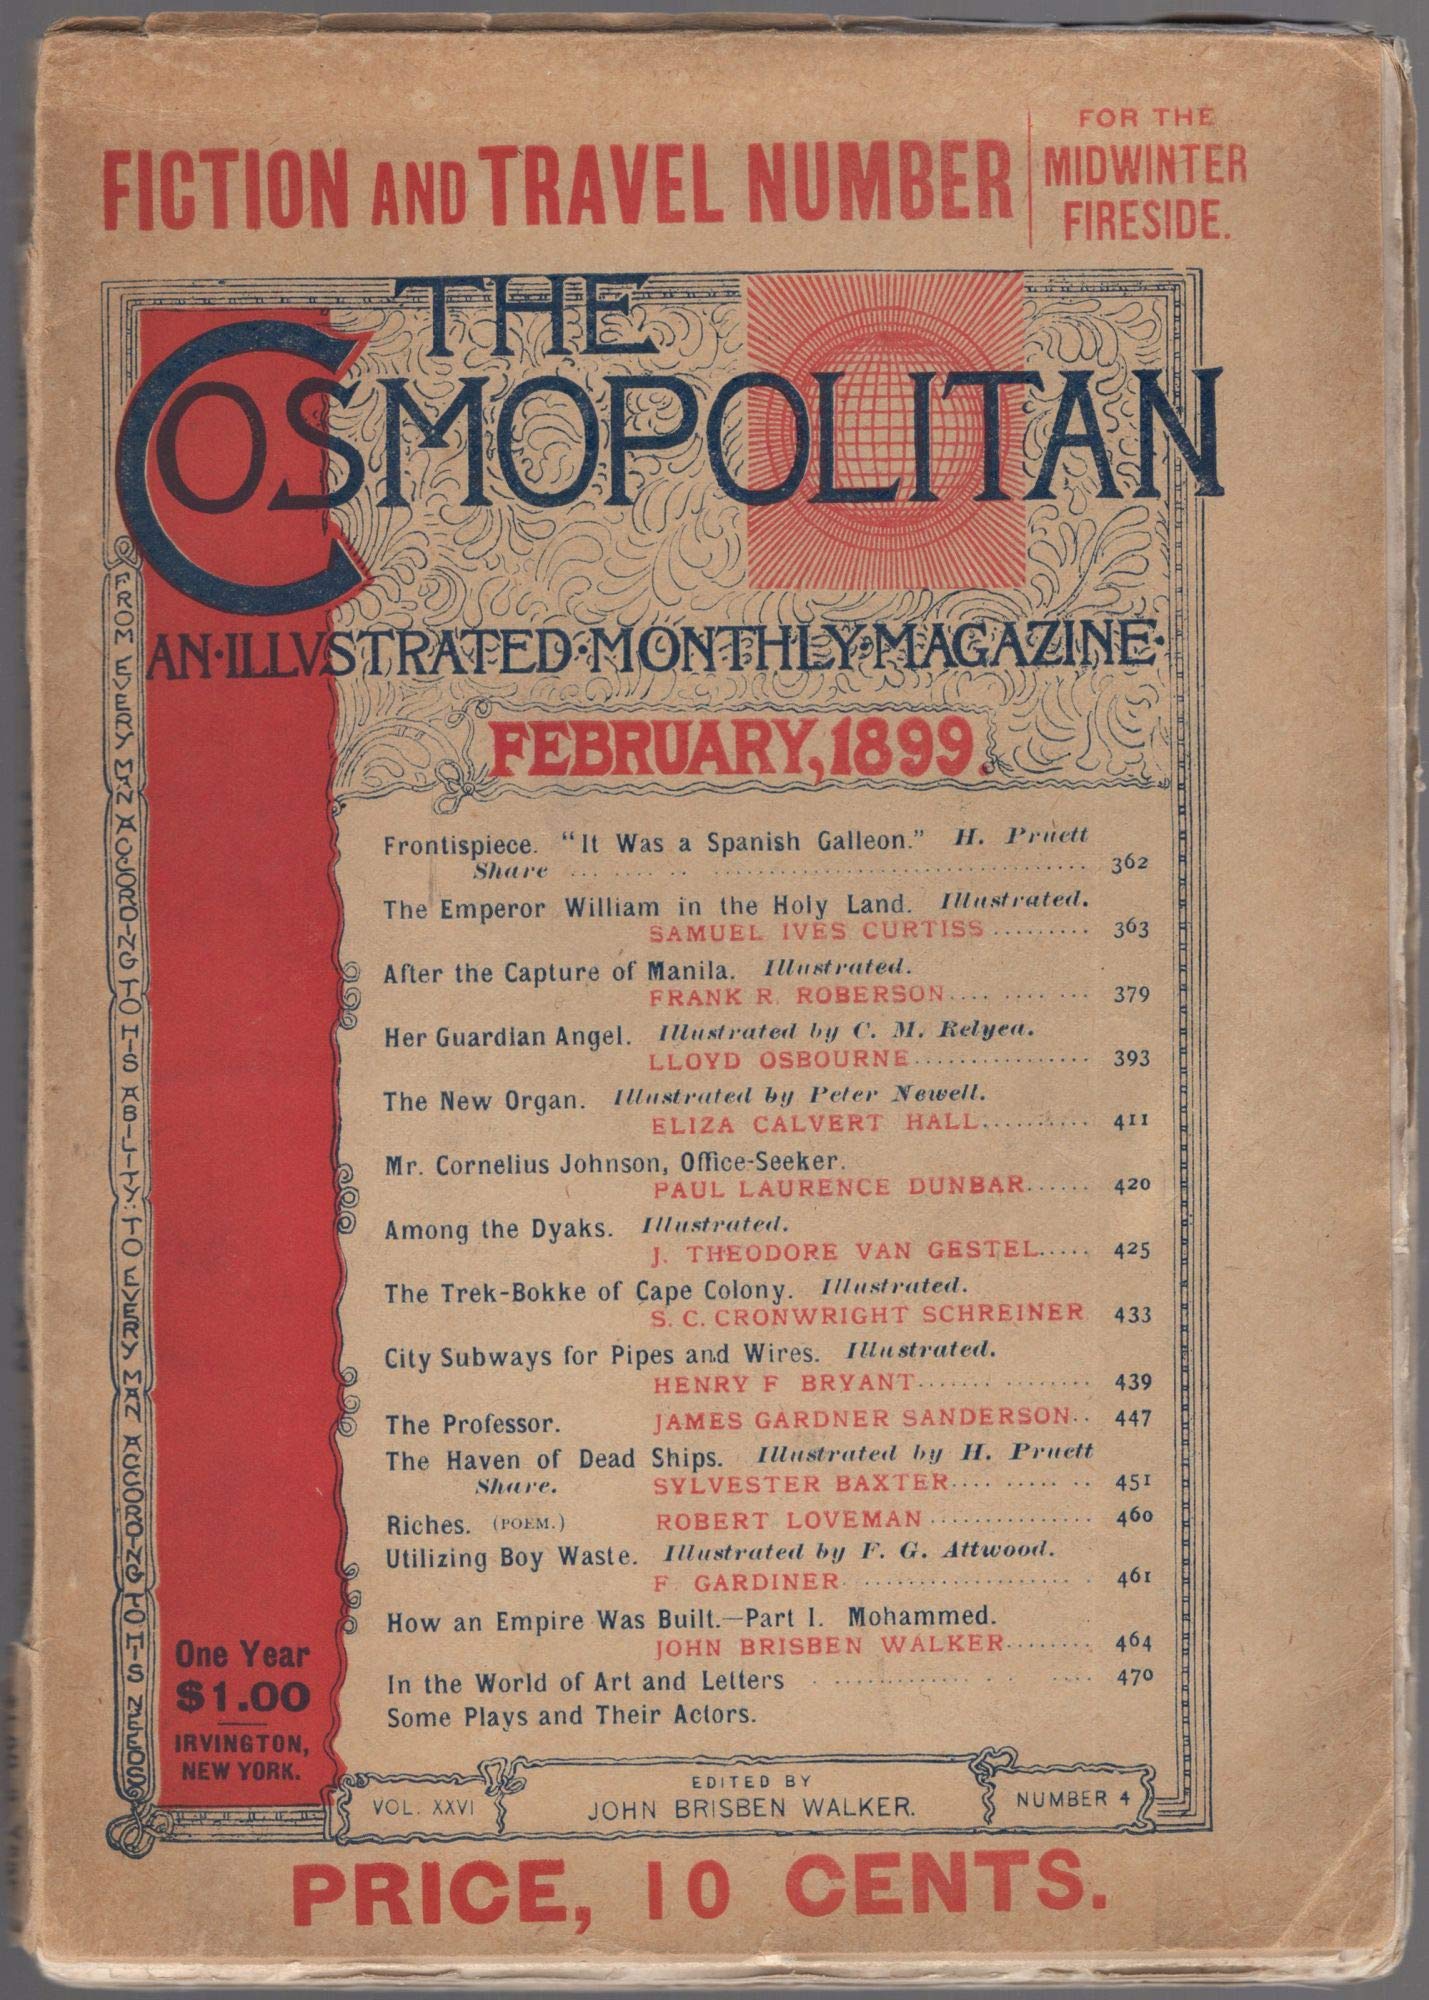 FICTION AND TRAVEL NUMBER
FOR THE
MIDWINTER
FIRESIDE.
THE
COSMOPOLITAN
AN·ILLVSTRATED·MONTHLY·MAGAZINE·
FEBRUARY, 1899.
FROM EVERY MAN ACCORDING TO HIS ABILITY: TO EVERY MAN ACCORDING TO HIS NEEDS
Frontispiece. "It Was a Spanish Galleon." H. Pruett
Share ........ 362
The Emperor William in the Holy Land. Illustrated.
SAMUEL IVES CURTISS ......... 363
After the Capture of Manila. Illustrated.
FRANK R. ROBERSON.... .... ... 379
Her Guardian Angel. Illustrated by C. M. Relyea.
LLOYD OSBOURNE................ 393
The New Organ. Illustrated by Peter Newell.
ELIZA CALVERT HALL.......... 411
Mr. Cornelius Johnson, Office-Seeker.
PAUL LAURENCE DUNBAR...... 420
Among the Dyaks. Illustrated.
J. THEODORE VAN GESTEL..... 425
The Trek-Bokke of Cape Colony. Illustrated.
S. C. CRONWRIGHT SCHREINER 433
City Subways for Pipes and Wires. Illustrated.
HENRY F BRYANT....... ........ 439
The Professor. JAMES GARDNER SANDERSON.. 447
The Haven of Dead Ships. Illustrated by H. Pruett
Share. SYLVESTER BAXTER.... ..... .. 451
Riches. (POEM.) ROBERT LOVEMAN ............... 460
Utilizing Boy Waste. Illustrated by F. G. Attwood.
F. GARDINER .................... . 461
How an Empire Was Built.—Part I. Mohammed.
JOHN BRISBEN WALKER........ 464
In the World of Art and Letters . ............ . .... 470
Some Plays and Their Actors.
One Year
$1.00
IRVINGTON,
NEW YORK.
VOL. XXVI
EDITED BY
JOHN BRISBEN WALKER.
NUMBER 4
PRICE, 10 CENTS.